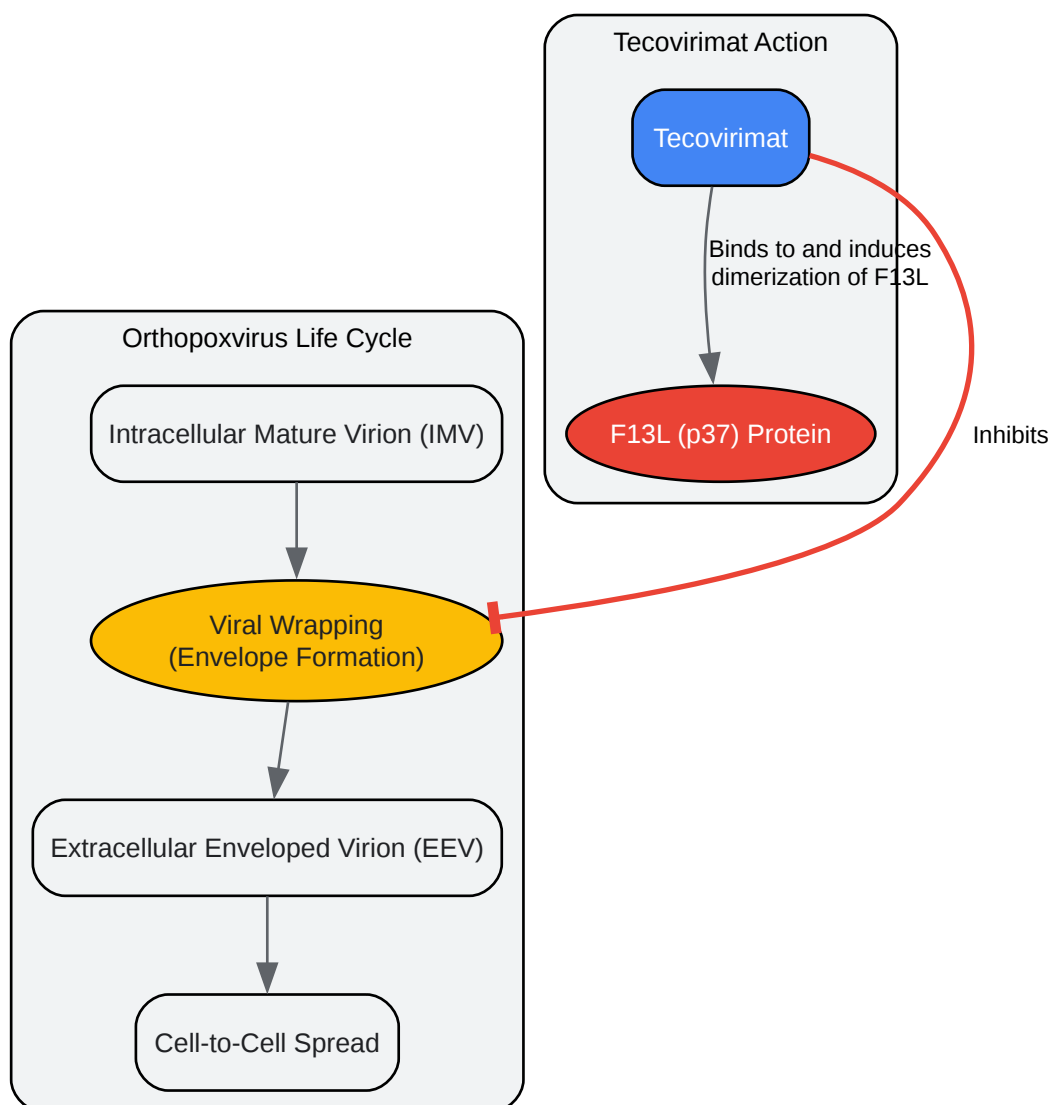 Tecovirimat Action
Tecovirimat
Binds to and induces
dimerization of F13L
F13L (p37) Protein
Inhibits
Orthopoxvirus Life Cycle
Intracellular Mature Virion (IMV)
Viral Wrapping
(Envelope Formation)
Extracellular Enveloped Virion (EEV)
Cell-to-Cell Spread